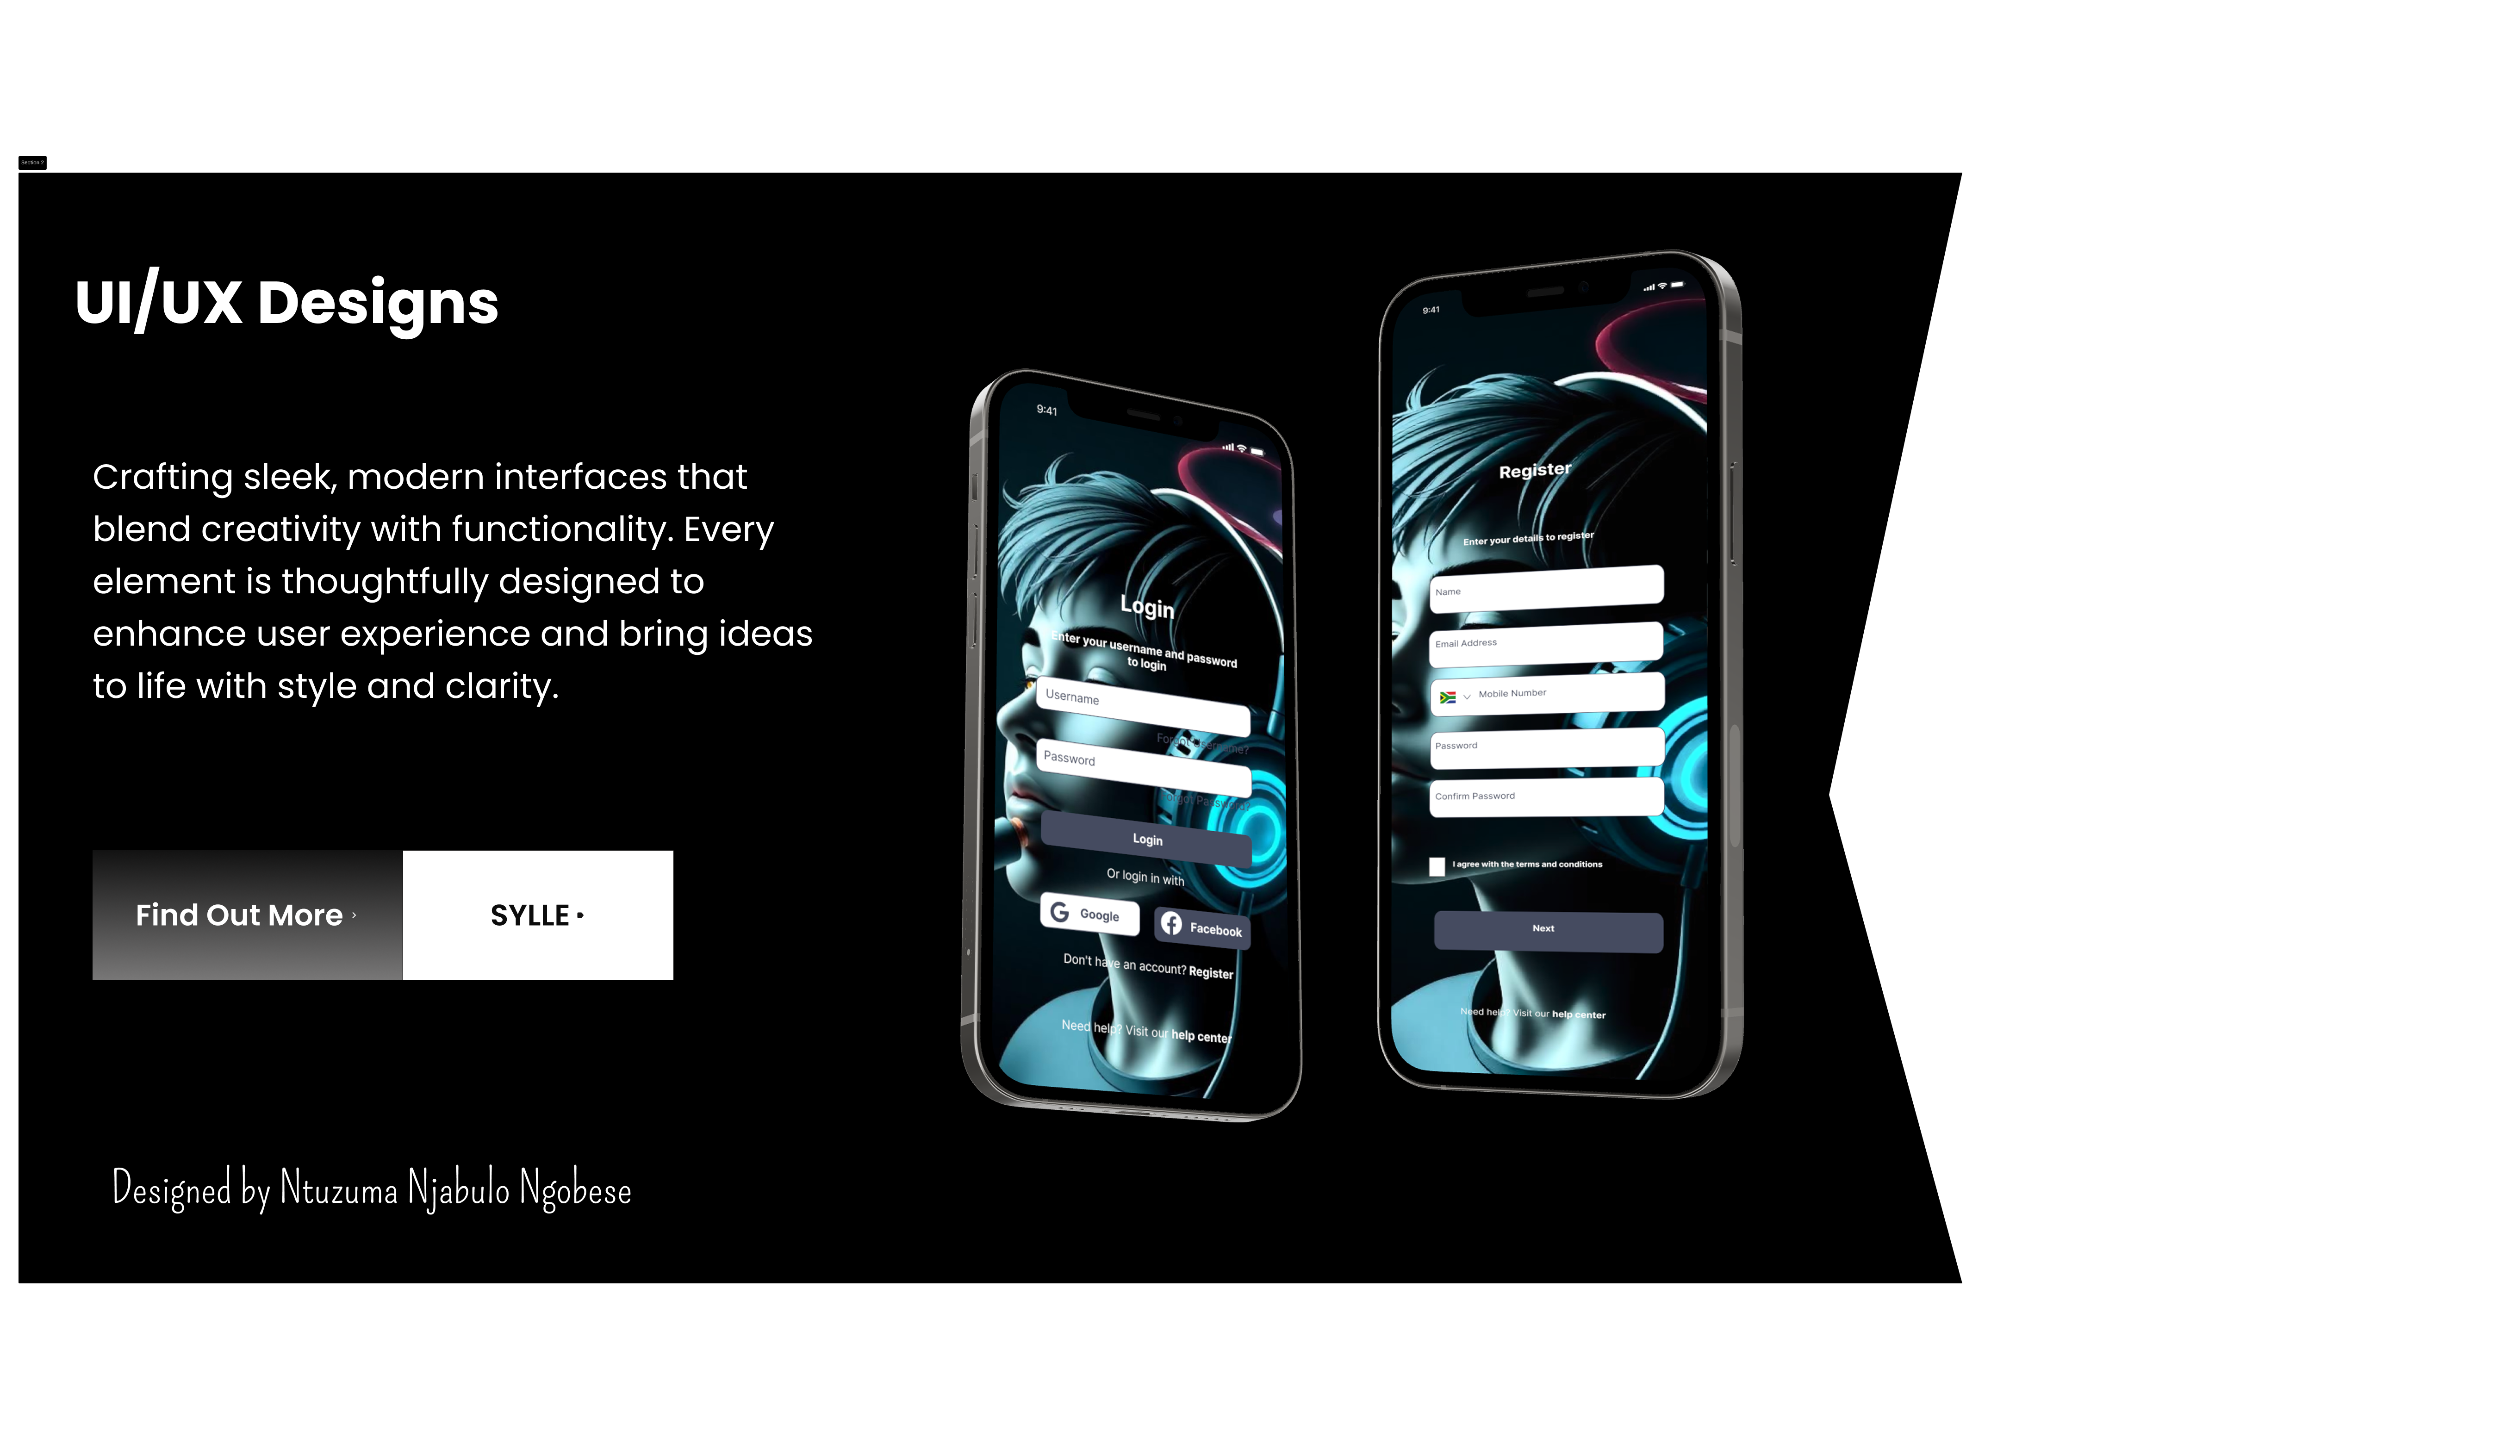 Section 2
UI/UX Designs
Crafting sleek, modern interfaces that
blend creativity with functionality. Every
element is thoughtfully designed to
enhance user experience and bring ideas
to life with style and clarity.
Find Out More
SYLLE
Designed by Ntuzuma Njabulo Ngobese
9:41
Login
Enter your username and password
to login
Username
Forgot Username?
Password
Forgot Password?
Login
Or login in with
Google
Facebook
Don't have an account? Register
Need help? Visit our help center
9:41
Register
Enter your details to register
Name
Email Address
Mobile Number
Password
Confirm Password
I agree with the terms and conditions
Next
Need help? Visit our help center